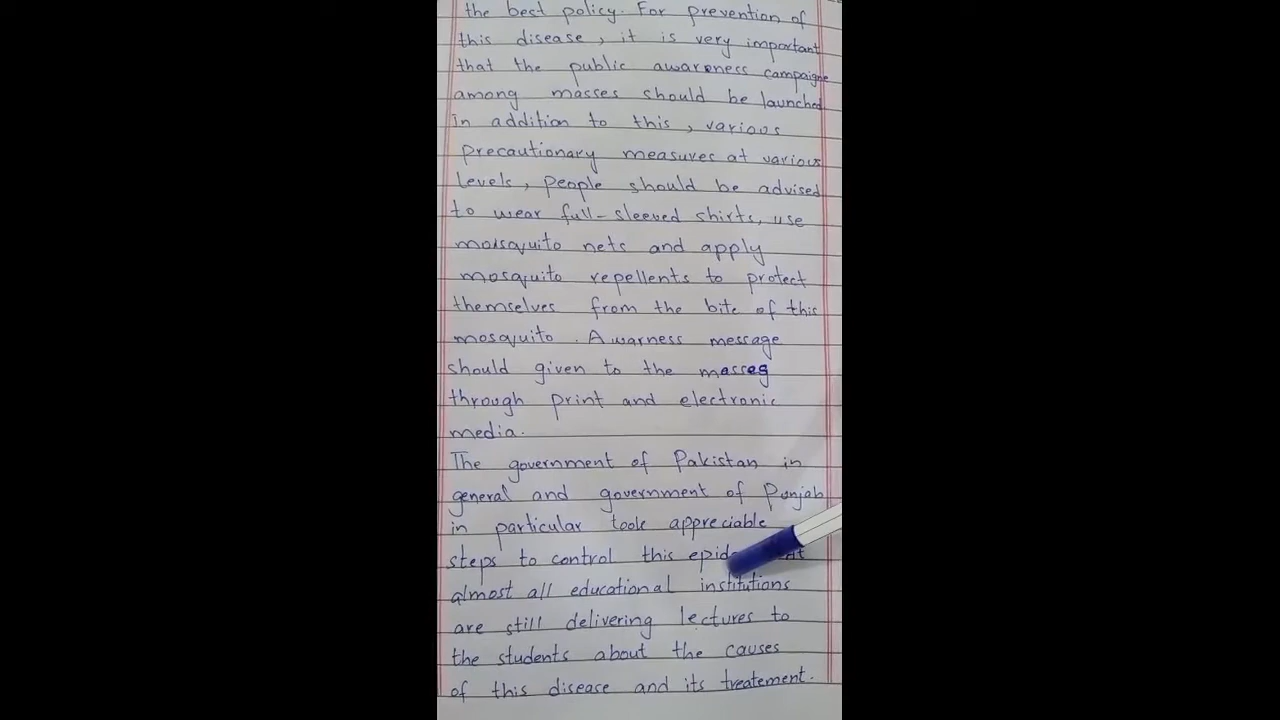 the best policy. For prevention of
this disease, it is very important
that the public awareness campaigne
among masses should be launched
In addition to this, various
precautionary measures at various
levels, people should be advised
to wear full-sleeved shirts, use
mosquito nets and apply
mosquito repellents to protect
themselves from the bite of this
mosquito. Awarness message
should given to the masses
through print and electronic
media.
The government of Pakistan in
general and government of Punjab
in particular took appreciable
steps to control this
almost all educational institutions
are still delivering lectures to
the students about the causes
of this disease and its treatement.